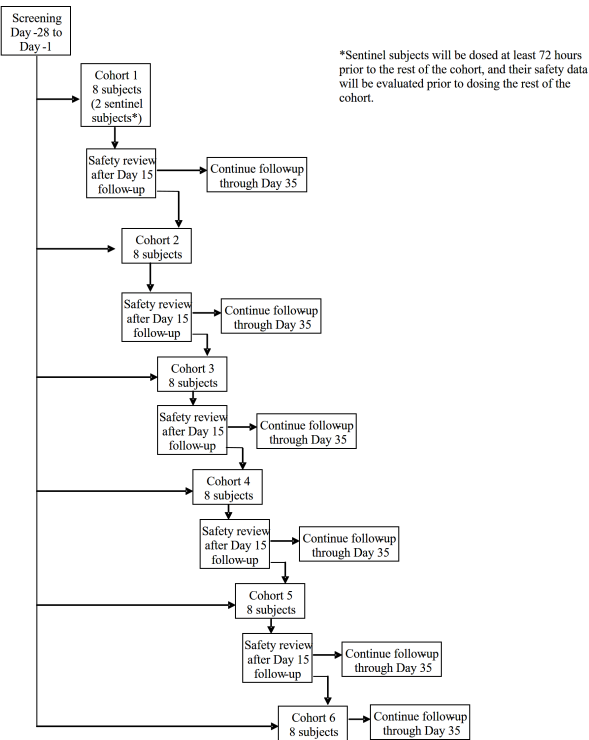 Screening
Day -28 to
Day -1
*Sentinel subjects will be dosed at least 72 hours
prior to the rest of the cohort, and their safety data
will be evaluated prior to dosing the rest of the
cohort.
Cohort 1
8 subjects
(2 sentinel
subjects*)
Safety review
after Day 15
follow-up
Continue followup
through Day 35
Cohort 2
8 subjects
Safety review
after Day 15
follow-up
Continue followup
through Day 35
Cohort 3
8 subjects
Safety review
after Day 15
follow-up
Continue followup
through Day 35
Cohort 4
8 subjects
Safety review
after Day 15
follow-up
Continue followup
through Day 35
Cohort 5
8 subjects
Safety review
after Day 15
follow-up
Continue followup
through Day 35
Cohort 6
8 subjects
Continue followup
through Day 35